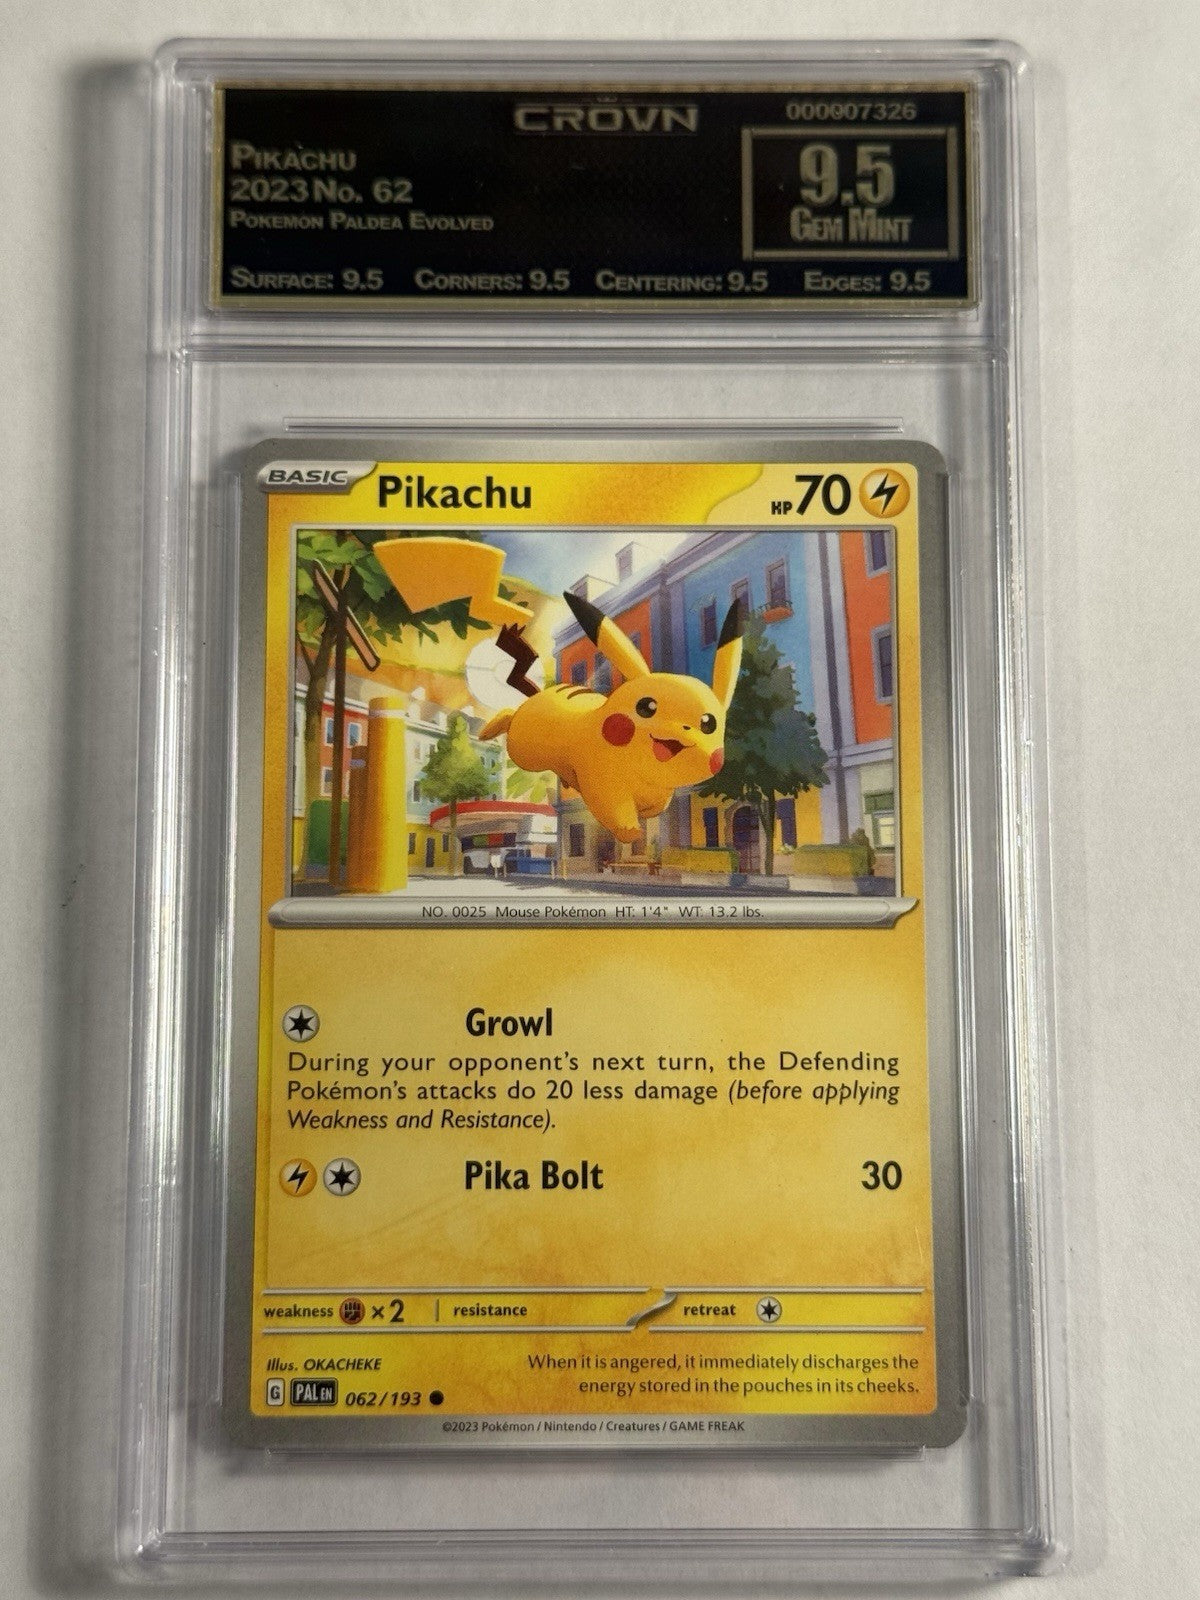 CROWN
000007326
PIKACHU
2023 NO. 62
POKEMON PALDEA EVOLVED
9.5
GEM MINT
SURFACE: 9.5 CORNERS: 9.5 CENTERING: 9.5 EDGES: 9.5
BASIC Pikachu HP 70
NO. 0025 Mouse Pokémon HT: 1'4" WT: 13.2 lbs.
Growl
During your opponent's next turn, the Defending
Pokémon's attacks do 20 less damage (before applying
Weakness and Resistance).
Pika Bolt 30
weakness ×2 resistance retreat
Illus. OKACHEKE
When it is angered, it immediately discharges the
energy stored in the pouches in its cheeks.
G PAL EN 062/193
©2023 Pokémon / Nintendo / Creatures / GAME FREAK